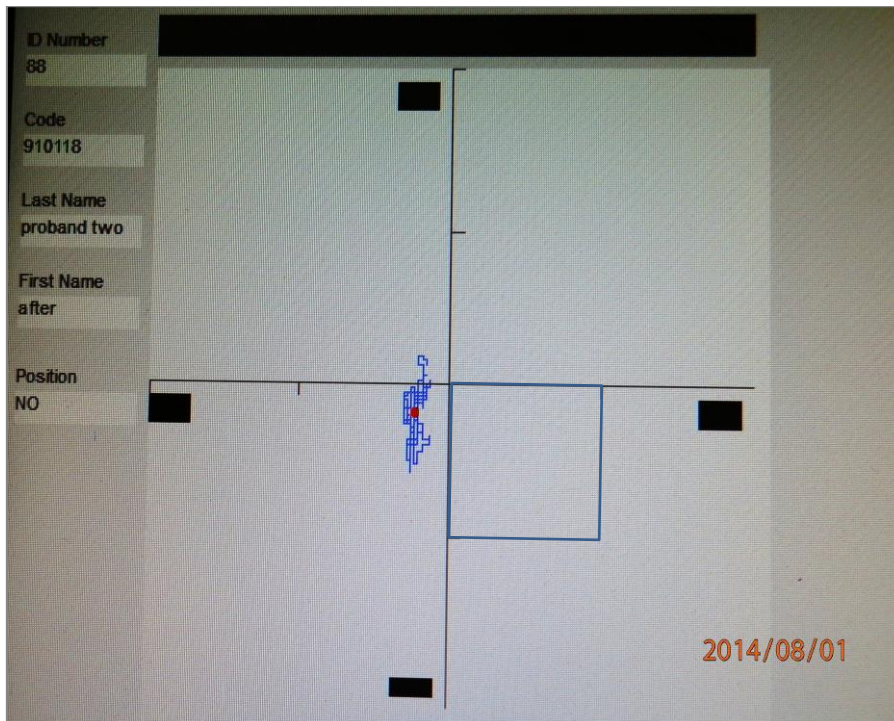 ID Number
88
Code
910118
Last Name
proband two
First Name
after
Position
NO
2014/08/01